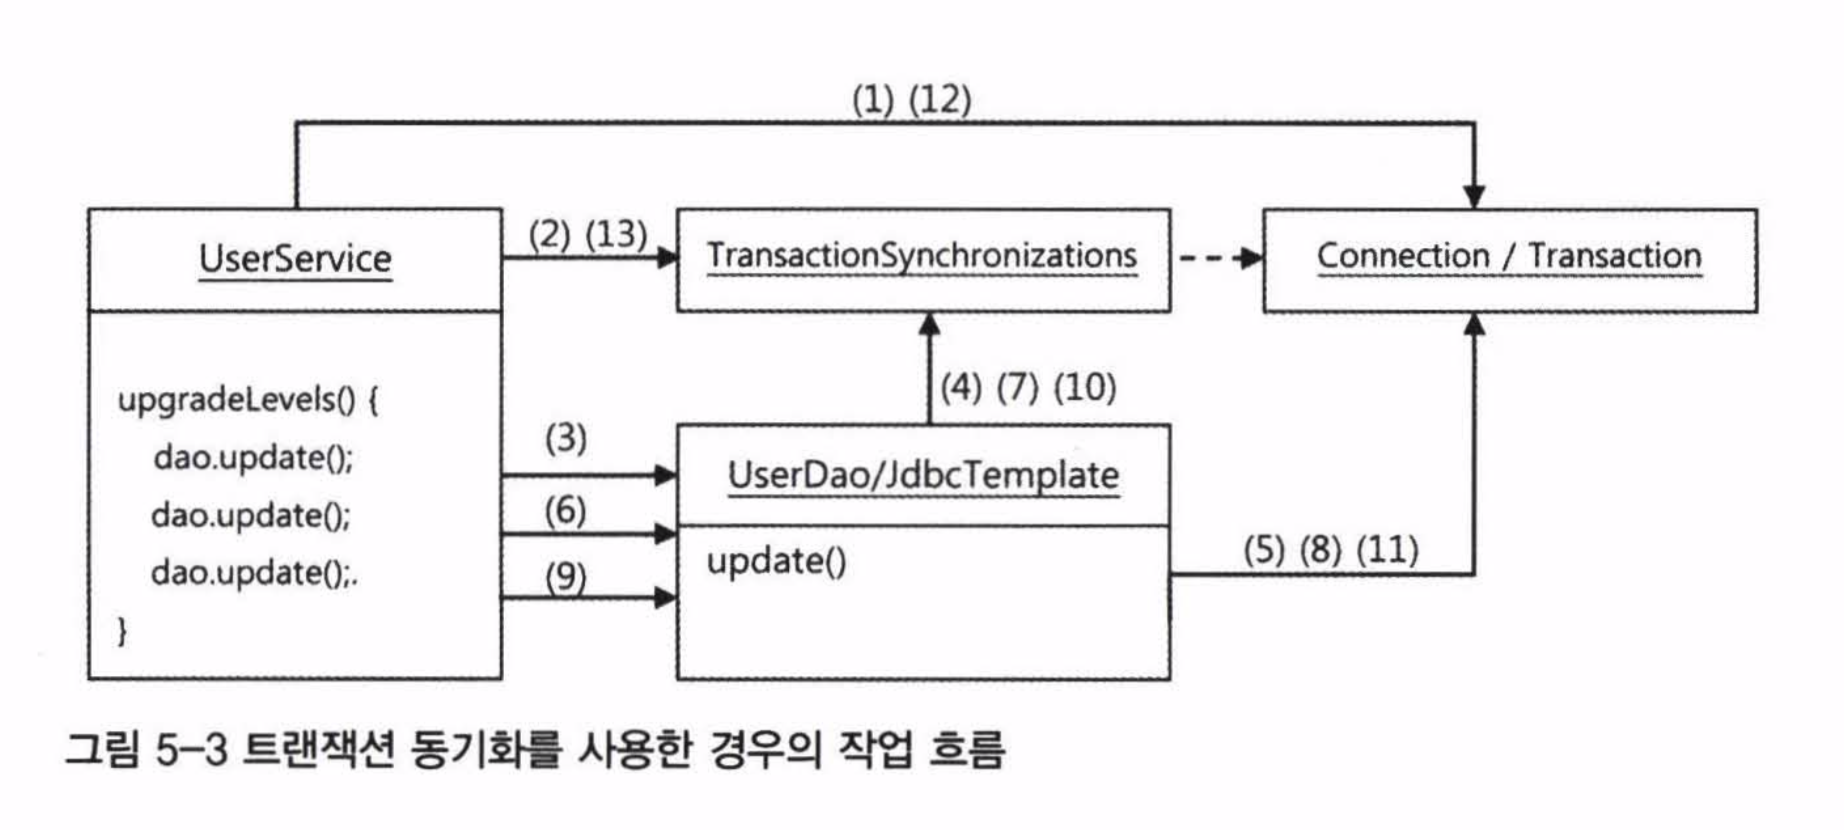 (1) (12)
UserService
(2) (13)
TransactionSynchronizations
Connection / Transaction
upgradeLevels() {
dao.update();
dao.update();
dao.update();.
}
(3)
(6)
(9)
(4) (7) (10)
UserDao/JdbcTemplate
update()
(5) (8) (11)
그림 5-3 트랜잭션 동기화를 사용한 경우의 작업 흐름